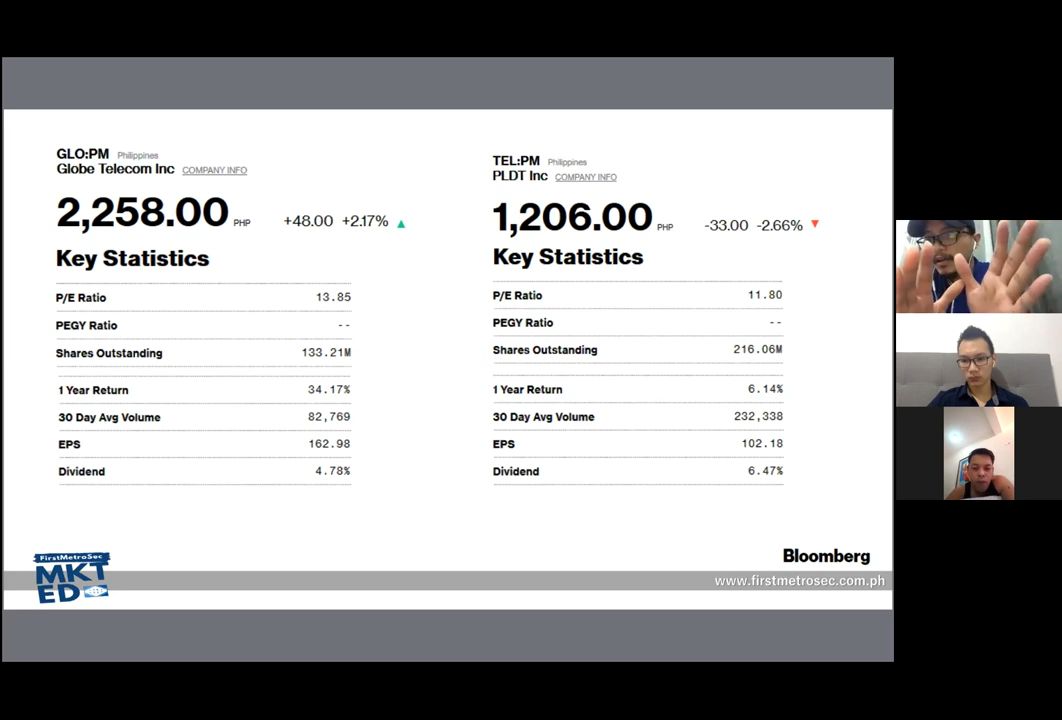 GLO:PM Philippines
Globe Telecom Inc COMPANY INFO
2,258.00 PHP +48.00 +2.17%
Key Statistics
P/E Ratio 13.85
PEGY Ratio --
Shares Outstanding 133.21M
1 Year Return 34.17%
30 Day Avg Volume 82,769
EPS 162.98
Dividend 4.78%
TEL:PM Philippines
PLDT Inc COMPANY INFO
1,206.00 PHP -33.00 -2.66%
Key Statistics
P/E Ratio 11.80
PEGY Ratio --
Shares Outstanding 216.06M
1 Year Return 6.14%
30 Day Avg Volume 232,338
EPS 102.18
Dividend 6.47%
FirstMetroSec
MKT
ED
Bloomberg
www.firstmetrosec.com.ph